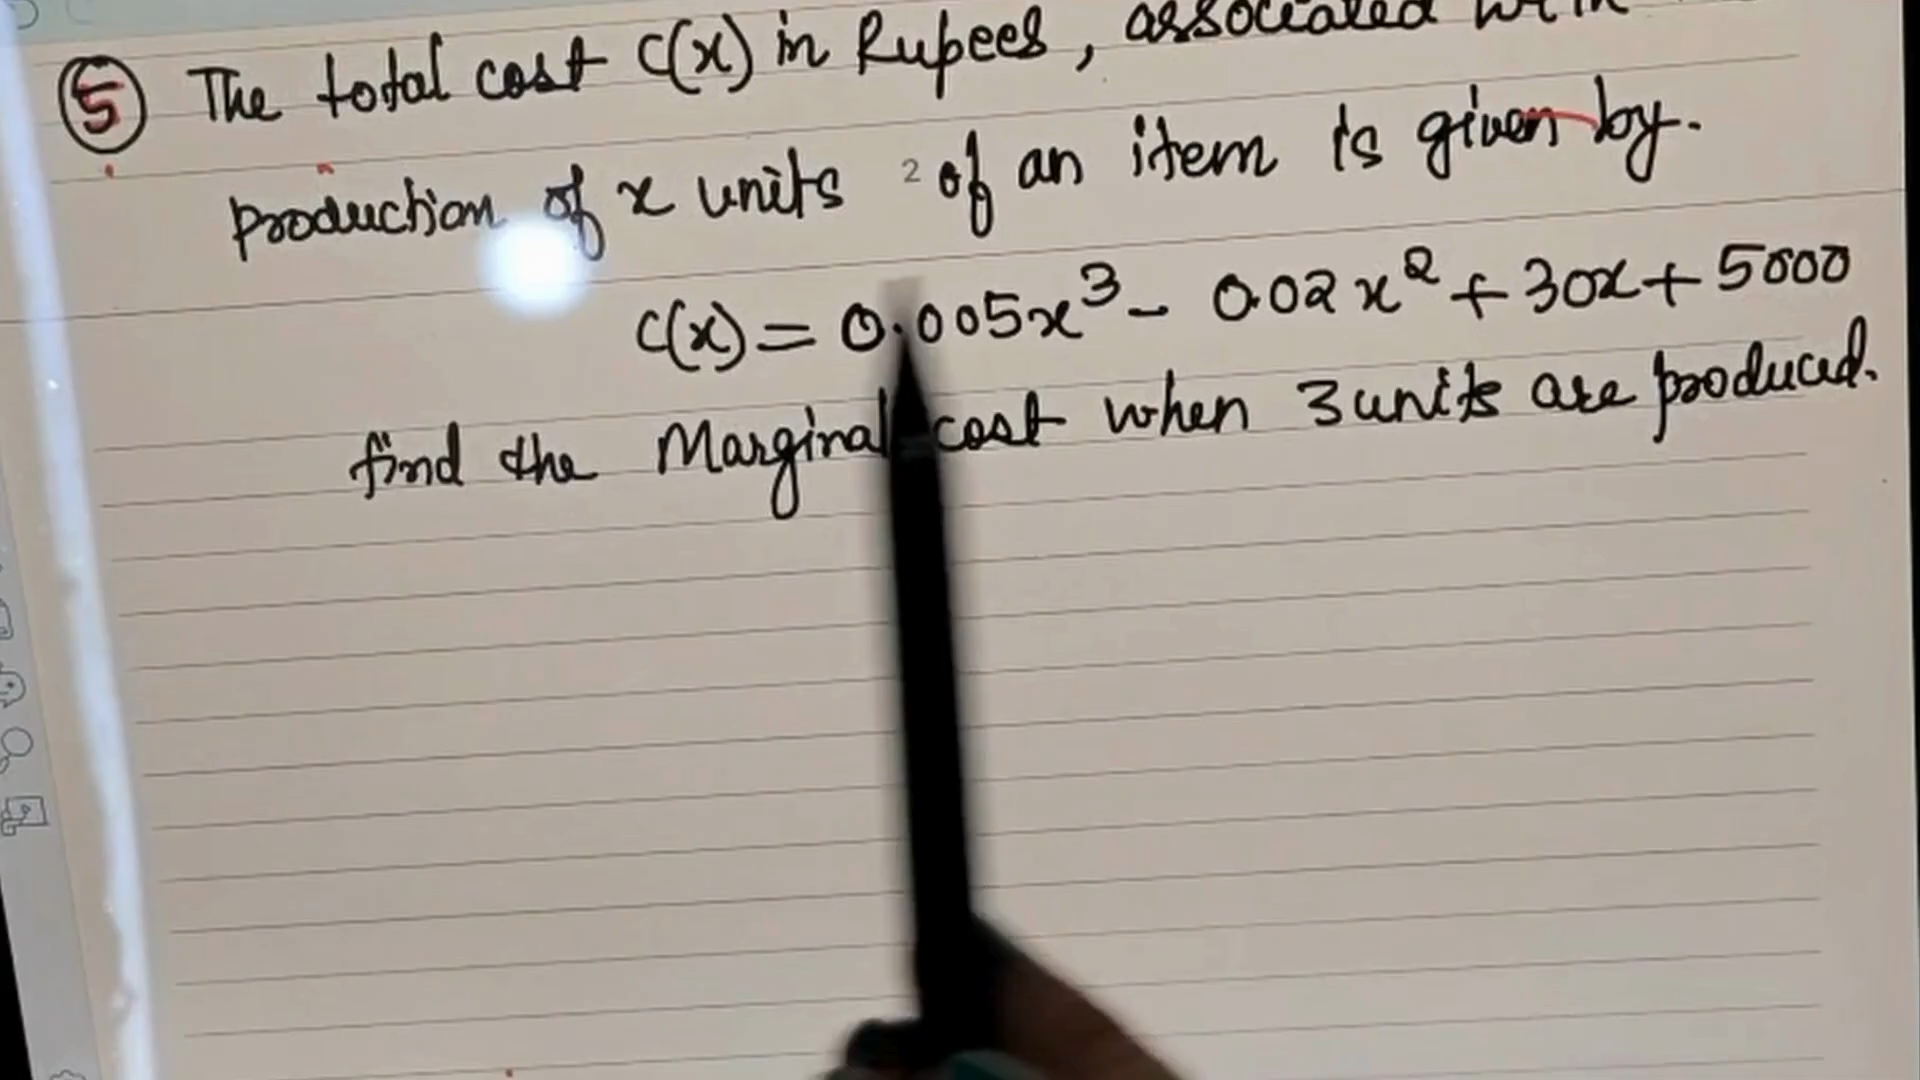 5 The total cost C(x) in Rupees, associated with
production of x units 2 of an item is given by.
C(x) = 0.005x³ - 0.02x² + 30x + 5000
find the Marginal cost when 3 units are produced.